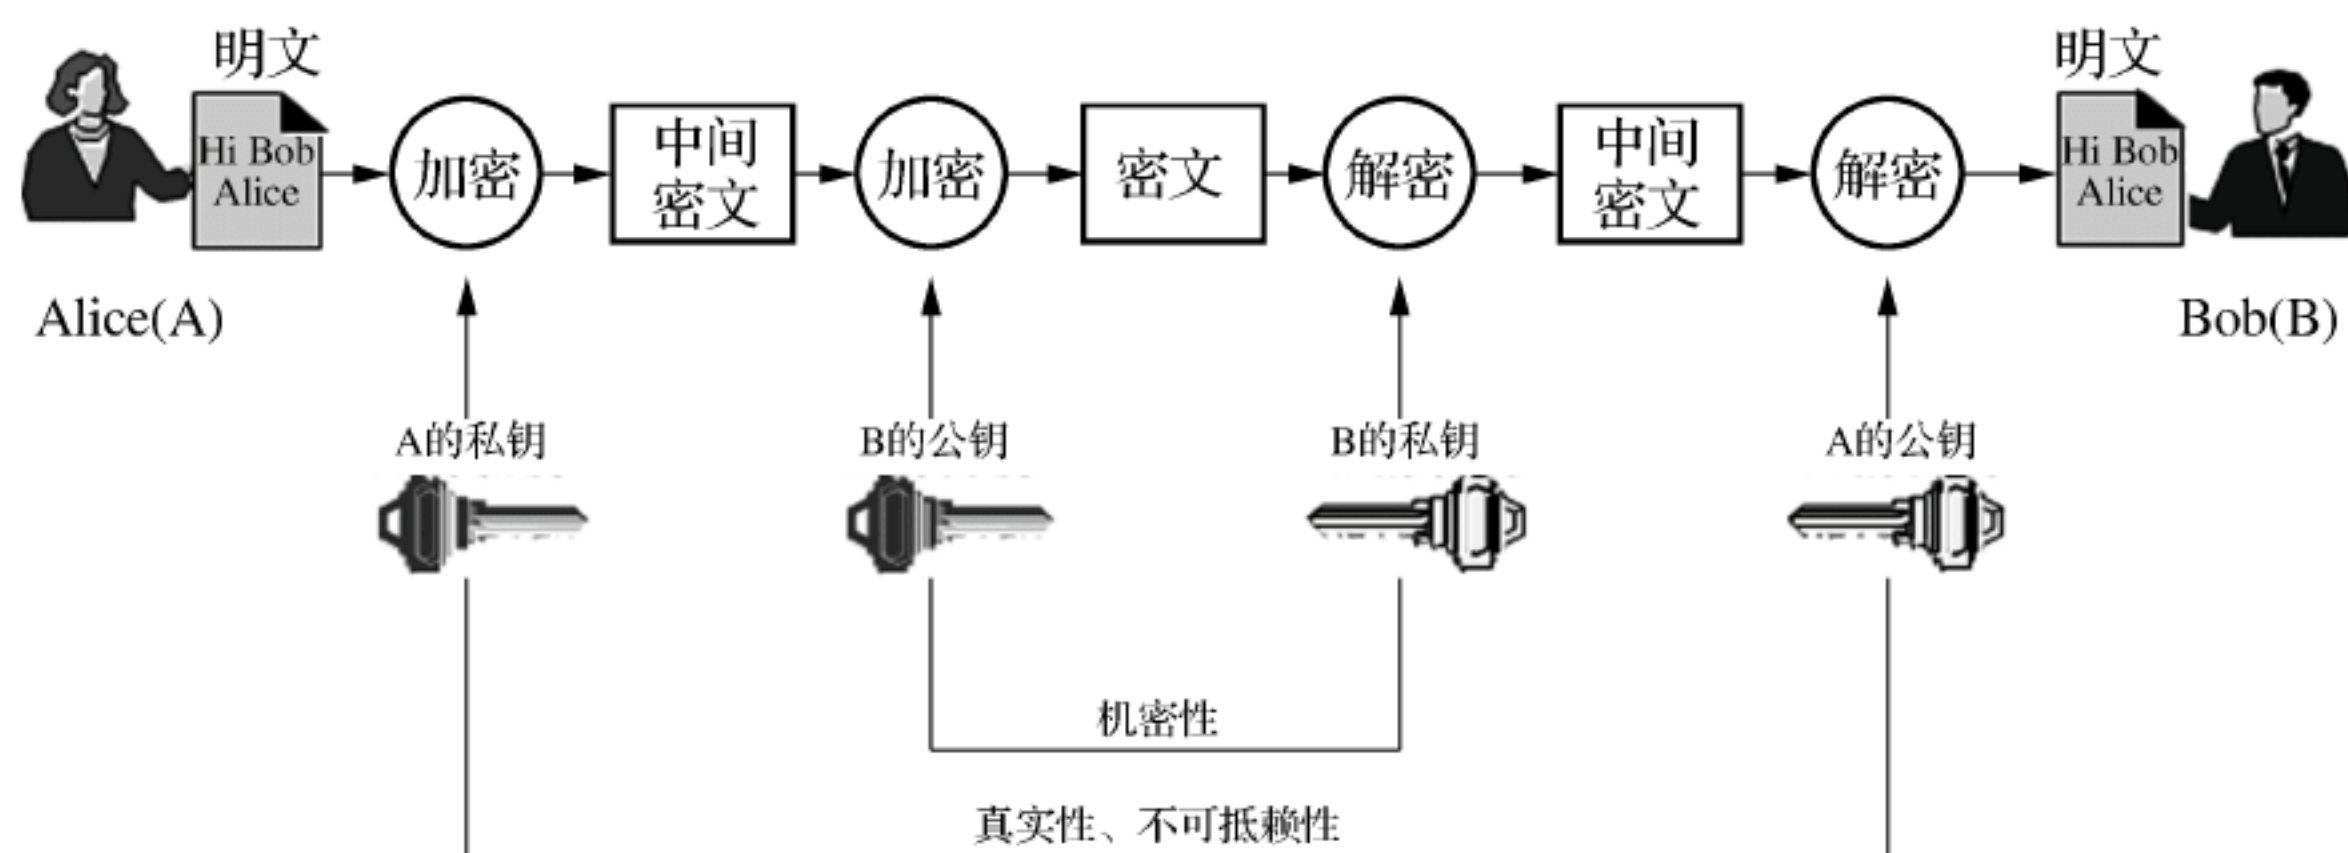 明文
明文
Hi Bob
Alice
加密
中间
密文
加密
密文
解密
中间
密文
解密
Hi Bob
Alice
Alice(A)
Bob(B)
A的私钥
B的公钥
B的私钥
A的公钥
机密性
真实性、不可抵赖性